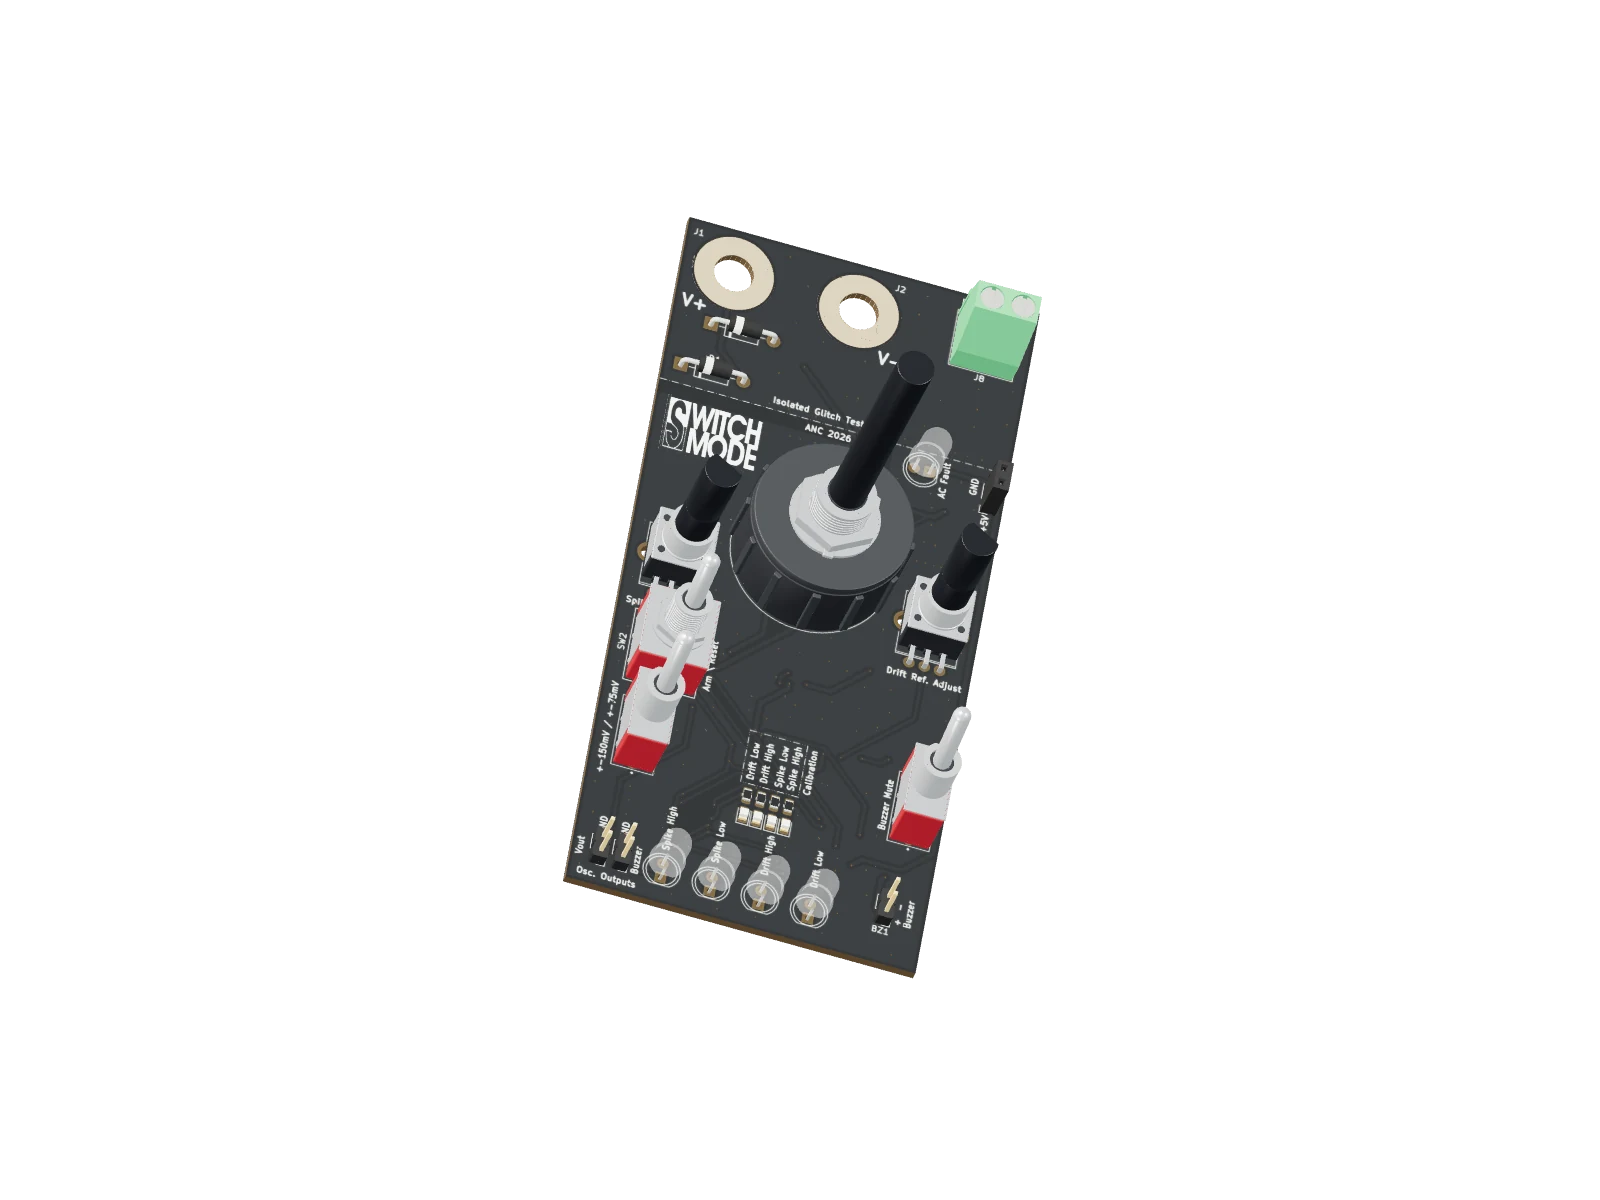 J1
J2
V+
V-
J8
Isolated Glitch Test
ANC 2026
SWITCH
MODE
AC Fault
GND
+5V
SW2
Reset
Arm
Drift Ref. Adjust
+-150mV / +-75mV
Drift Low
Drift High
Spike Low
Spike High
Calibration
Buzzer Mute
Vout
Buzzer
Osc. Outputs
Spike High
Spike Low
Drift High
Drift Low
BZ1
+ -
Buzzer